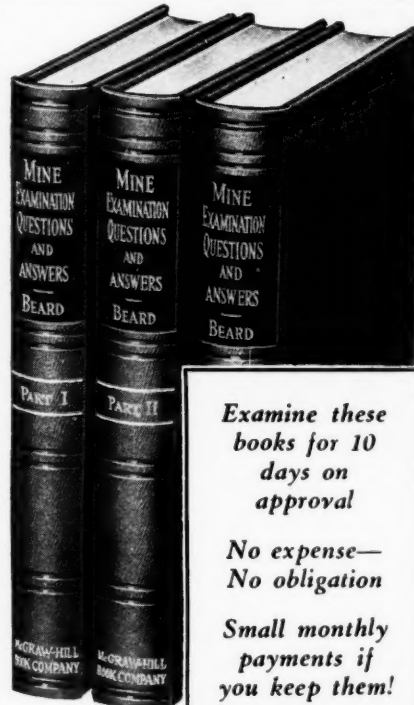 MINE
EXAMINATION
QUESTIONS
AND
ANSWERS
BEARD
PART I
McGRAW-HILL
BOOK COMPANY
MINE
EXAMINATION
QUESTIONS
AND
ANSWERS
BEARD
PART II
McGRAW-HILL
BOOK COMPANY
MINE
EXAMINATION
QUESTIONS
AND
ANSWERS
BEARD
Examine these
books for 10
days on
approval
No expense—
No obligation
Small monthly
payments if
you keep them!